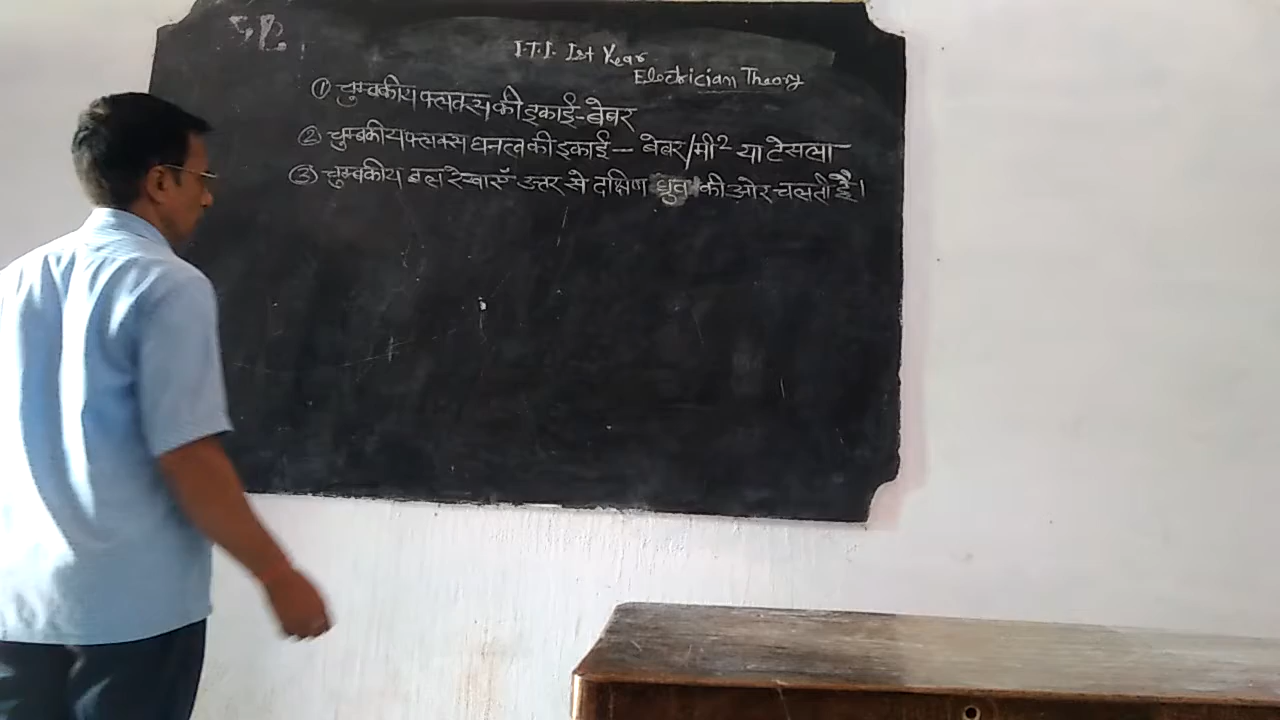 I.T.I. Ist Year
Electrician Theory
① चुम्बकीय फ्लक्स की इकाई-बेबर
② चुम्बकीय फ्लक्स घनत्व की इकाई – बेबर/मी² या टेसला
③ चुम्बकीय बल रेखाएँ उत्तर से दक्षिण ध्रुव की ओर चलती है।